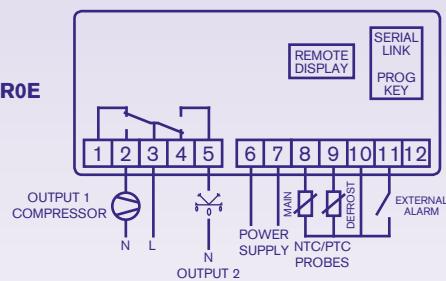 R0E
REMOTE
DISPLAY
SERIAL
LINK
PROG
KEY
1 2 3 4 5 6 7 8 9 10 11 12
OUTPUT 1
COMPRESSOR
N
L
N
OUTPUT 2
POWER
SUPPLY
MAIN
NTC/PTC
PROBES
DEFROST
EXTERNAL
ALARM